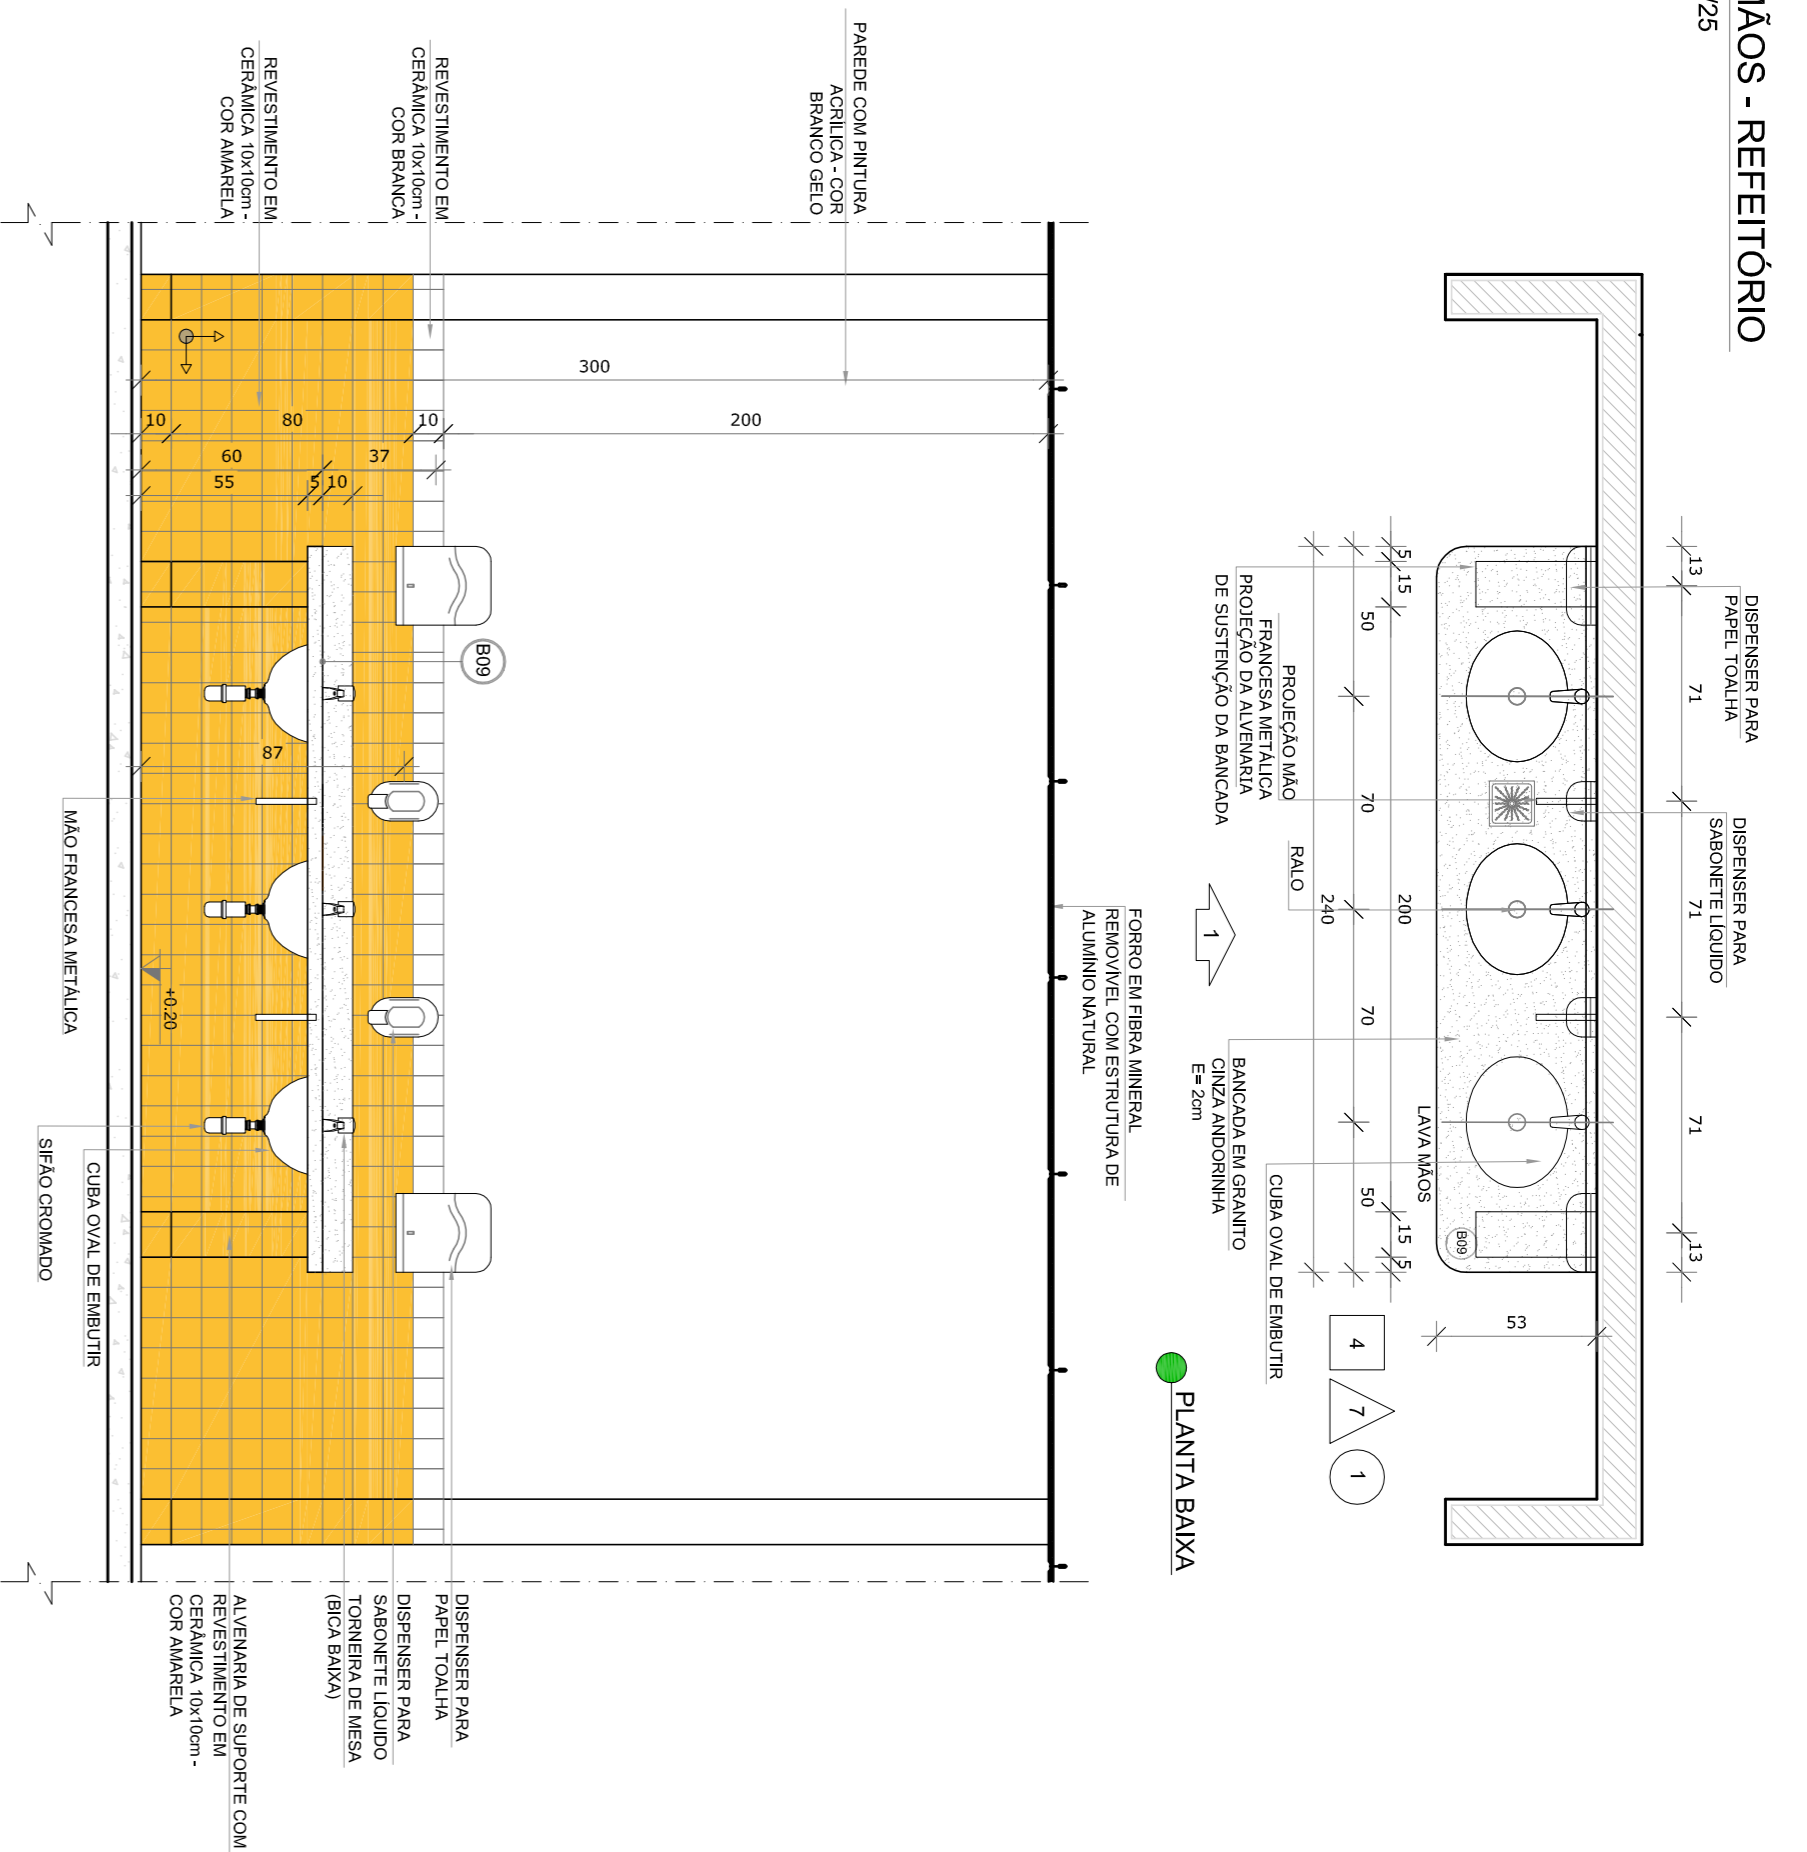 MÃOS - REFEITÓRIO
/25
DISPENSER PARA
PAPEL TOALHA
DISPENSER PARA
SABONETE LÍQUIDO
13
71
71
71
13
5
15
200
15
5
50
70
70
50
240
53
B09
LAVA MÃOS
PROJEÇÃO MÃO
FRANCESA METÁLICA
PROJEÇÃO DA ALVENARIA
DE SUSTENÇÃO DA BANCADA
RALO
1
BANCADA EM GRANITO
CINZA ANDORINHA
E= 2cm
CUBA OVAL DE EMBUTIR
4
7
1
PLANTA BAIXA
PAREDE COM PINTURA
ACRÍLICA - COR
BRANCO GELO
REVESTIMENTO EM
CERÂMICA 10x10cm -
COR BRANCA
REVESTIMENTO EM
CERÂMICA 10x10cm -
COR AMARELA
FORRO EM FIBRA MINERAL
REMOVÍVEL COM ESTRUTURA DE
ALUMÍNIO NATURAL
300
10
80
10
200
60
37
55
5
10
B09
87
+0.20
MÃO FRANCESA METÁLICA
CUBA OVAL DE EMBUTIR
SIFÃO CROMADO
DISPENSER PARA
PAPEL TOALHA
DISPENSER PARA
SABONETE LÍQUIDO
TORNEIRA DE MESA
(BICA BAIXA)
ALVENARIA DE SUPORTE COM
REVESTIMENTO EM
CERÂMICA 10x10cm -
COR AMARELA